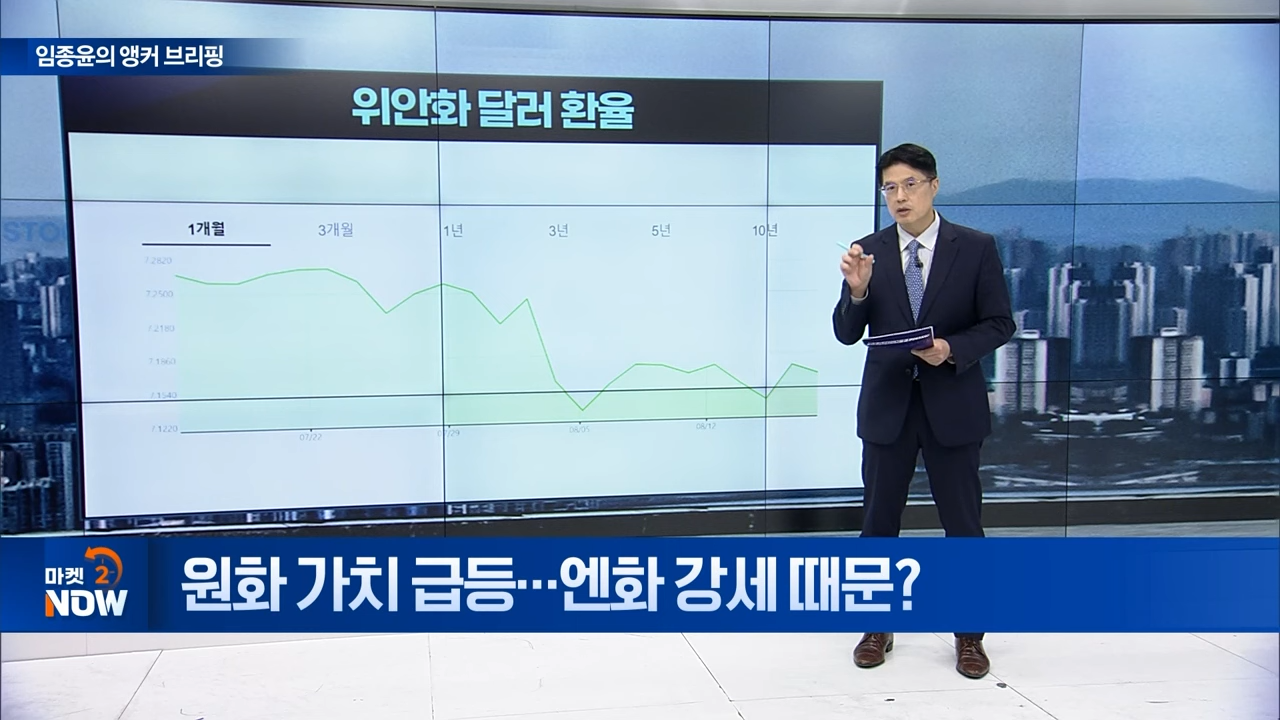 임종윤의 앵커 브리핑
위안화 달러 환율
1개월 3개월 1년 3년 5년 10년
7.2820
7.2500
7.2180
7.1860
7.1540
7.1220
07/22 07/29 08/05 08/12
마켓 2
NOW
원화 가치 급등…엔화 강세 때문?